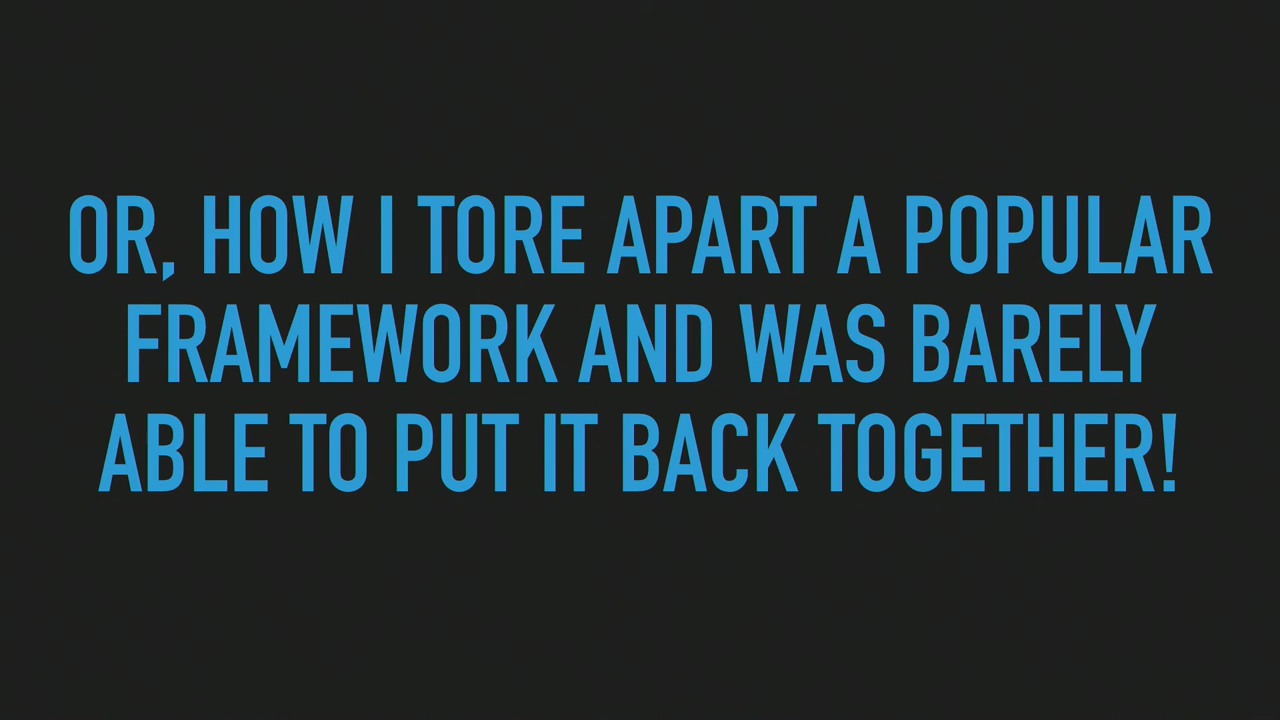 OR, HOW I TORE APART A POPULAR
FRAMEWORK AND WAS BARELY
ABLE TO PUT IT BACK TOGETHER!